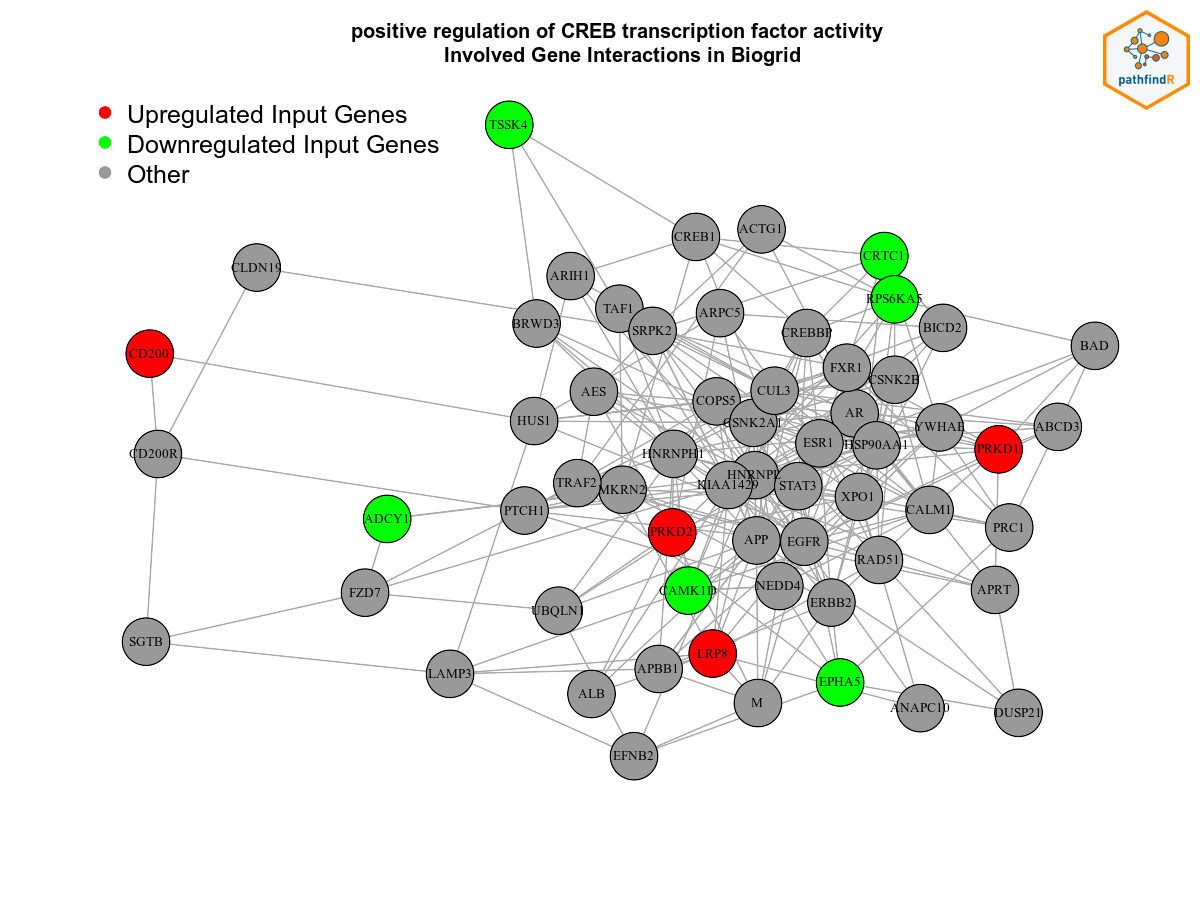 positive regulation of CREB transcription factor activity
Involved Gene Interactions in Biogrid
pathfindR
Upregulated Input Genes
Downregulated Input Genes
Other
TSSK4
CREB1
ACTG1
CRTC1
CLDN19
ARIH1
RPS6KA5
TAF1
ARPC5
BRWD3
SRPK2
CREBBP
BICD2
BAD
CD200
FXR1
CSNK2B
AES
CUL3
COPS5
AR
HUS1
CSNK2A1
YWHAE
ABCD3
ESR1
HSP90AA1
PRKD1
CD200R
HNRNPH1
HNRNPL
TRAF2
MKRN2
KIAA1429
STAT3
XPO1
PTCH1
CALM1
ADCY1
PRC1
PRKD2
APP
EGFR
RAD51
FZD7
CAMK1D
NEDD4
APRT
UBQLN1
ERBB2
SGTB
LRP8
LAMP3
APBB1
EPHA5
ALB
M
ANAPC10
DUSP21
EFNB2